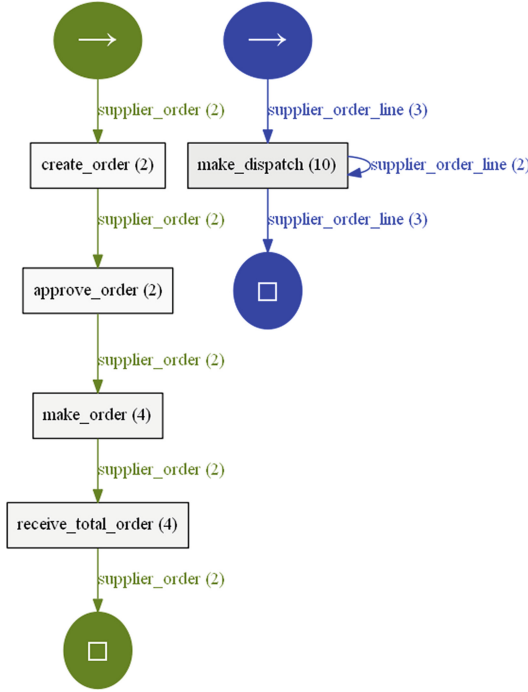 supplier_order (2)
create_order (2)
supplier_order (2)
approve_order (2)
supplier_order (2)
make_order (4)
supplier_order (2)
receive_total_order (4)
supplier_order (2)
supplier_order_line (3)
make_dispatch (10)
supplier_order_line (2)
supplier_order_line (3)